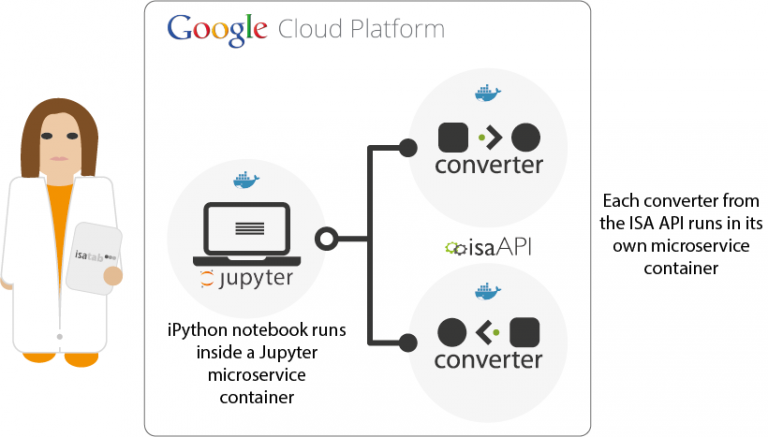 Google Cloud Platform
converter
isatab
jupyter
isaAPI
converter
iPython notebook runs
inside a Jupyter
microservice
container
Each converter from
the ISA API runs in its
own microservice
container